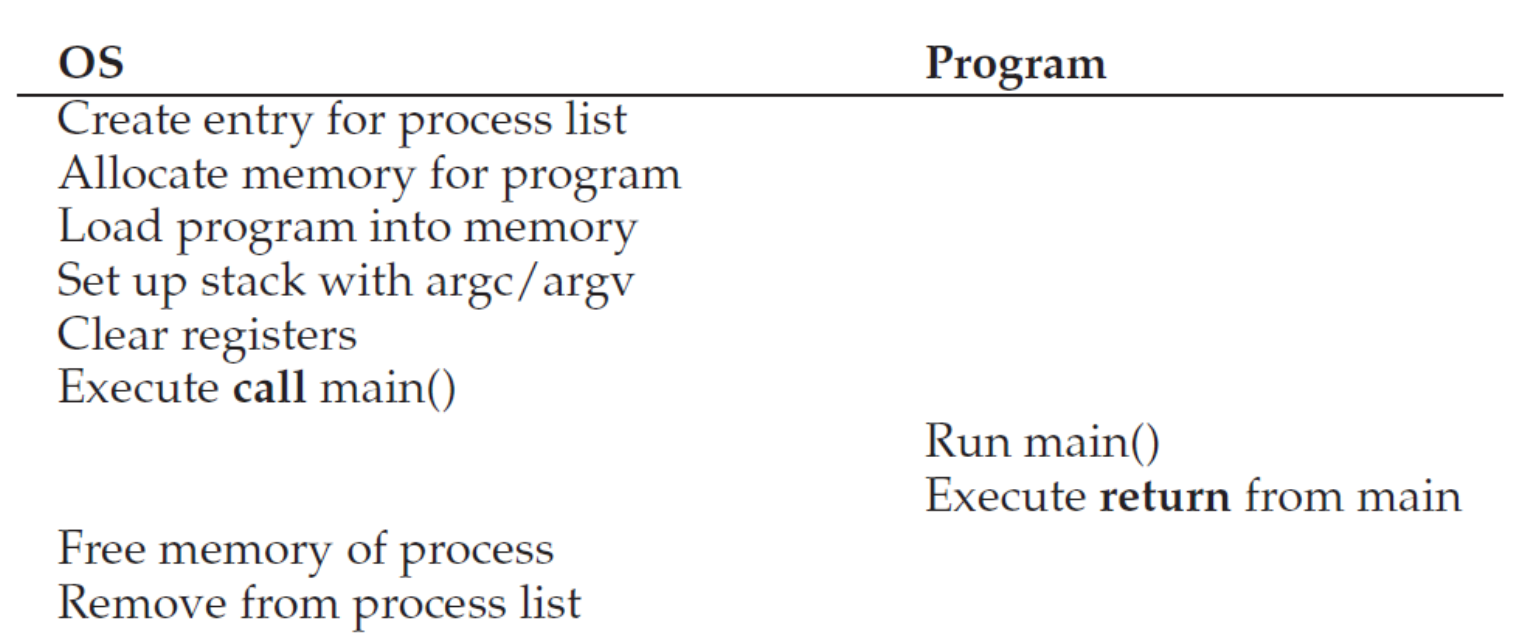 OS Program
Create entry for process list
Allocate memory for program
Load program into memory
Set up stack with argc/argv
Clear registers
Execute call main()
Run main()
Execute return from main
Free memory of process
Remove from process list